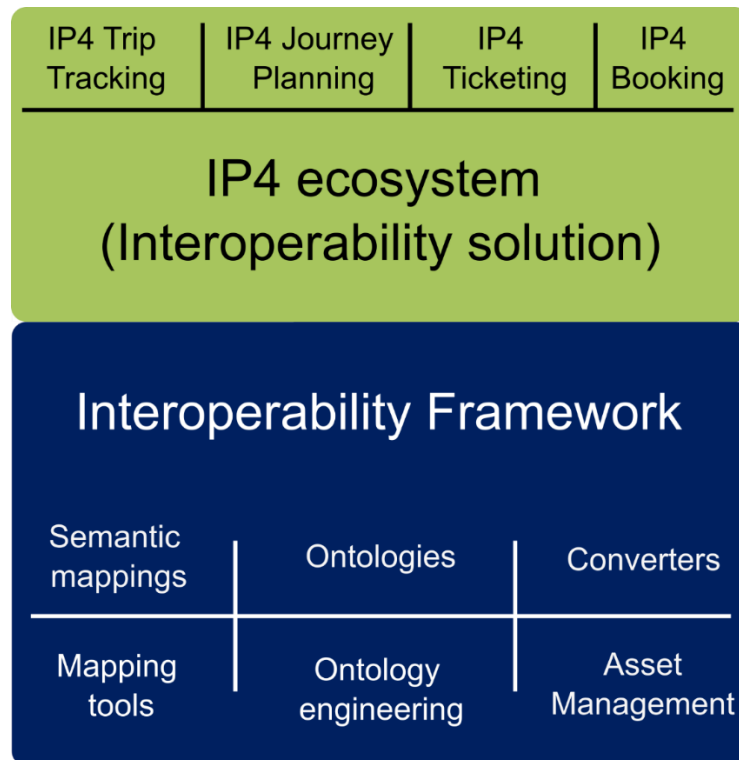 IP4 Trip
Tracking
IP4 Journey
Planning
IP4
Ticketing
IP4
Booking
IP4 ecosystem
(Interoperability solution)
Interoperability Framework
Semantic
mappings
Ontologies
Converters
Mapping
tools
Ontology
engineering
Asset
Management